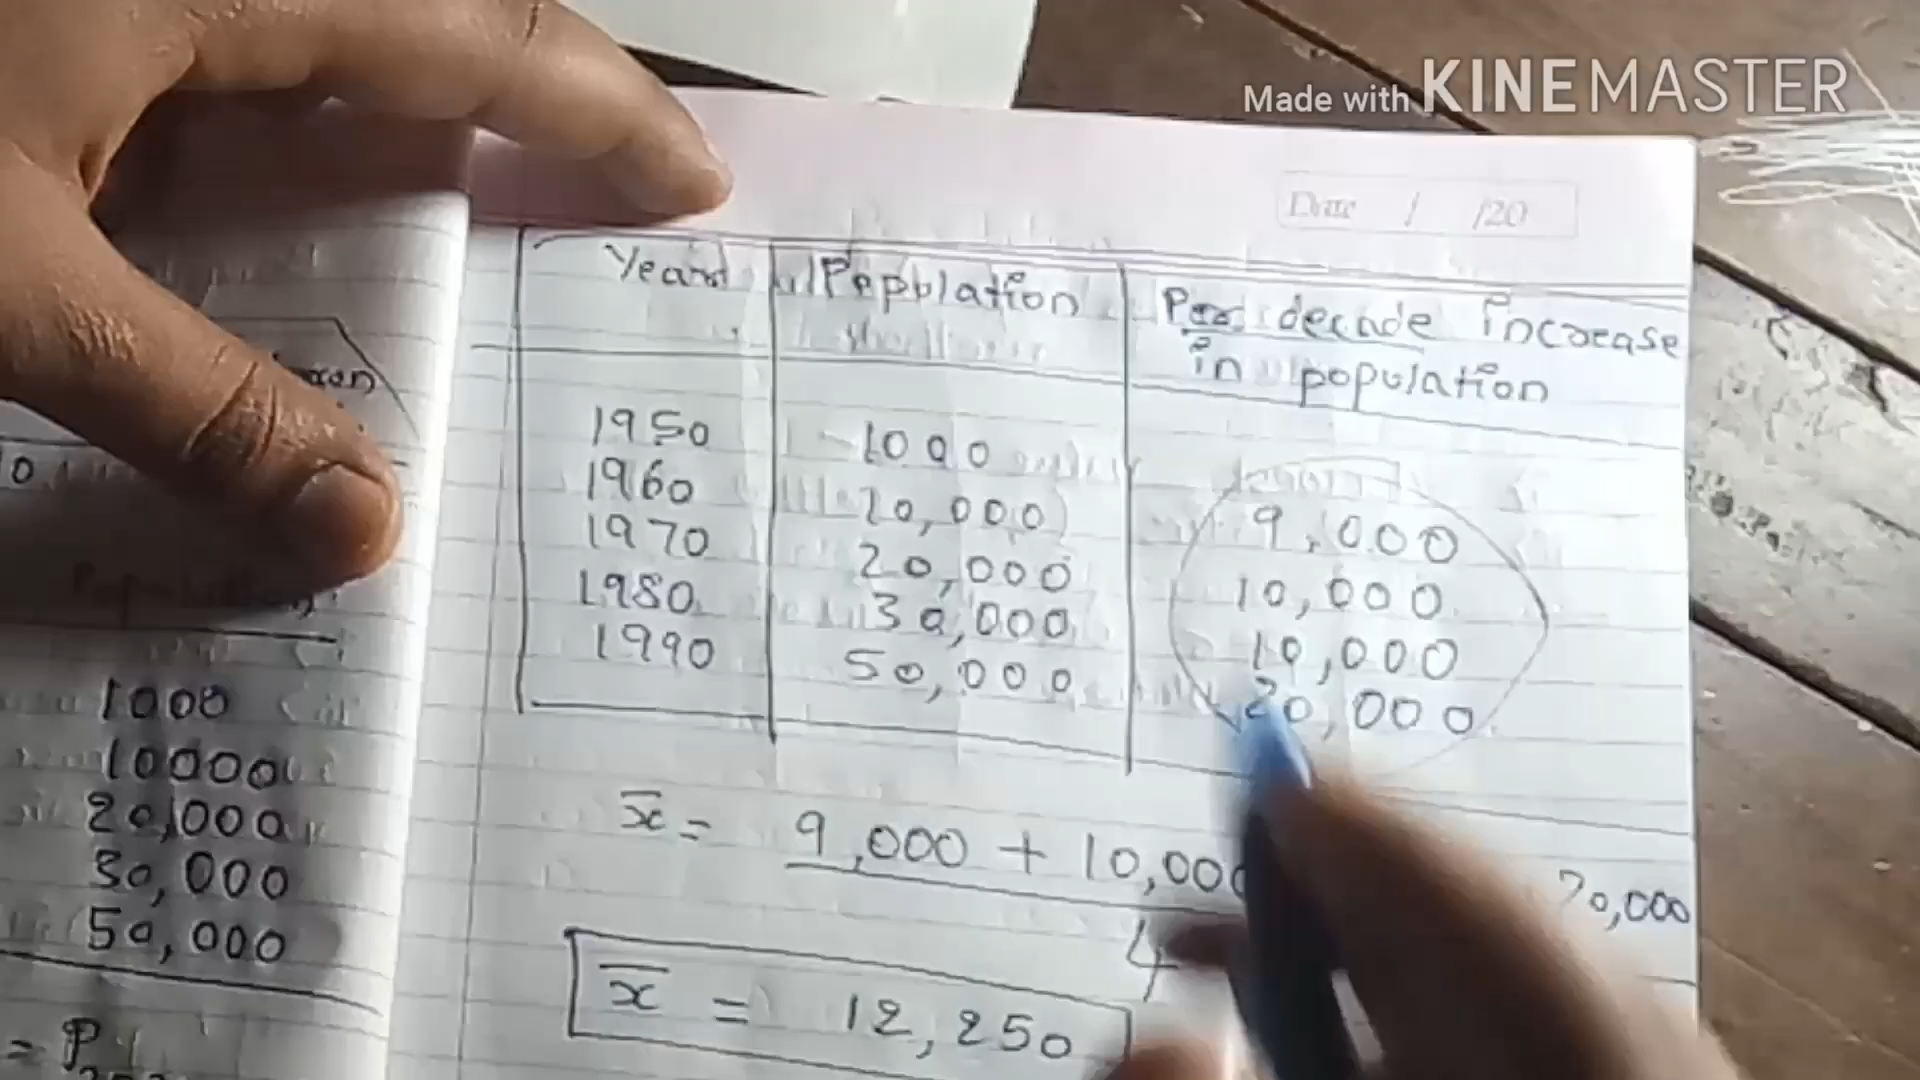 Made with KINEMASTER
Date / /20
Years Population Per decade increase
in population
1950 1000
1960 10,000 9,000
1970 20,000 10,000
1980 30,000 10,000
1990 50,000 20,000
x̄ = 9,000 + 10,000 20,000
4
x̄ = 12,250
1000
10000
20,000
30,000
50,000
= P